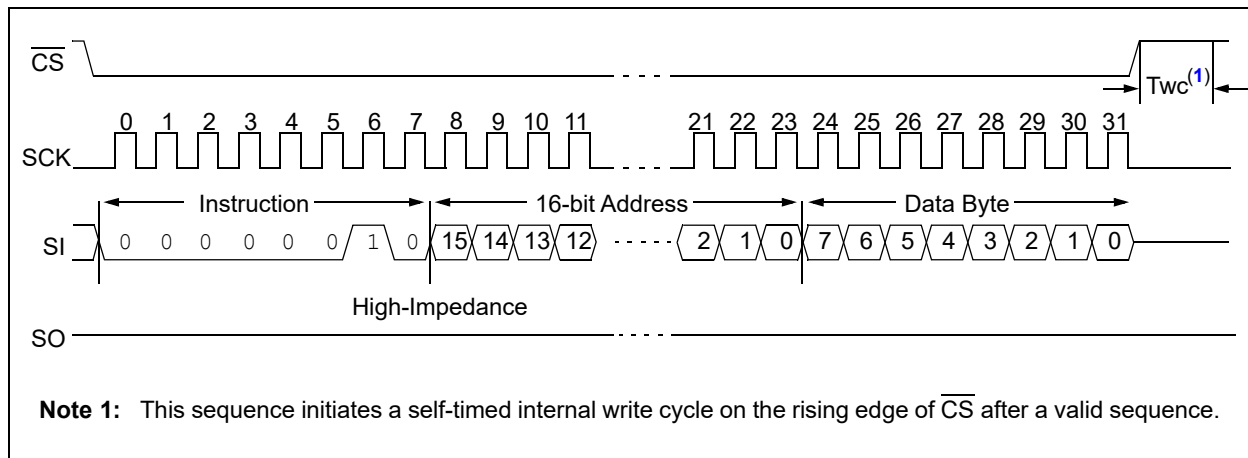 CS
Twc(1)
0 1 2 3 4 5 6 7 8 9 10 11 21 22 23 24 25 26 27 28 29 30 31
SCK
Instruction 16-bit Address Data Byte
SI 0 0 0 0 0 0 1 0 15 14 13 12 2 1 0 7 6 5 4 3 2 1 0
High-Impedance
SO
Note 1: This sequence initiates a self-timed internal write cycle on the rising edge of CS after a valid sequence.